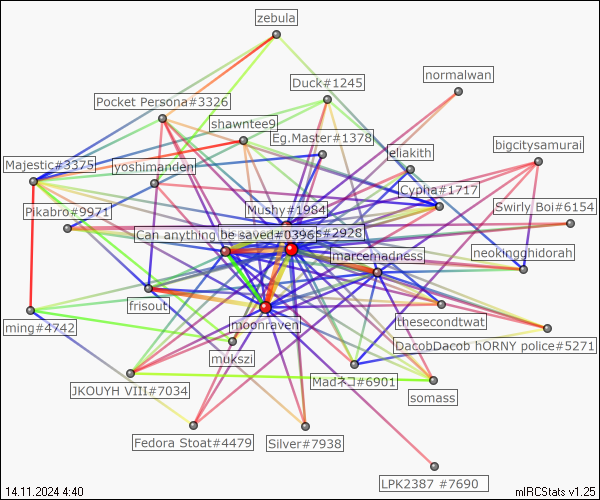 zebula
normalwan
Duck#1245
Pocket Persona#3326
shawntee9
Eg.Master#1378
bigcitysamurai
eliakith
Majestic#3375
yoshimanden
Cypha#1717
Pikabro#9971
Mushy#1984
Swirly Boi#6154
Can anything be saved#0396
#2928
marcemadness
neokingghidorah
frisout
thesecondtwat
ming#4742
moonraven
DacobDacob hORNY police#5271
mukszi
JKOUYH VIII#7034
Madネコ#6901
somass
Fedora Stoat#4479
Silver#7938
LPK2387 #7690
14.11.2024 4:40
mIRCStats v1.25